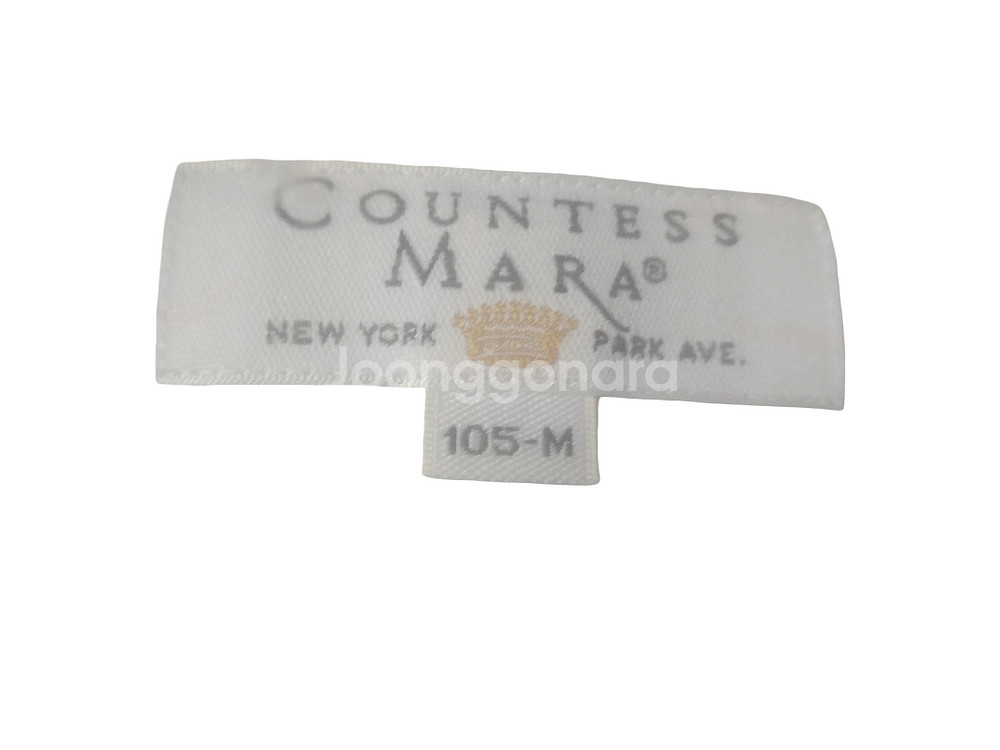 COUNTESS
MARA®
NEW YORK PARK AVE.
Joonggonara
105-M